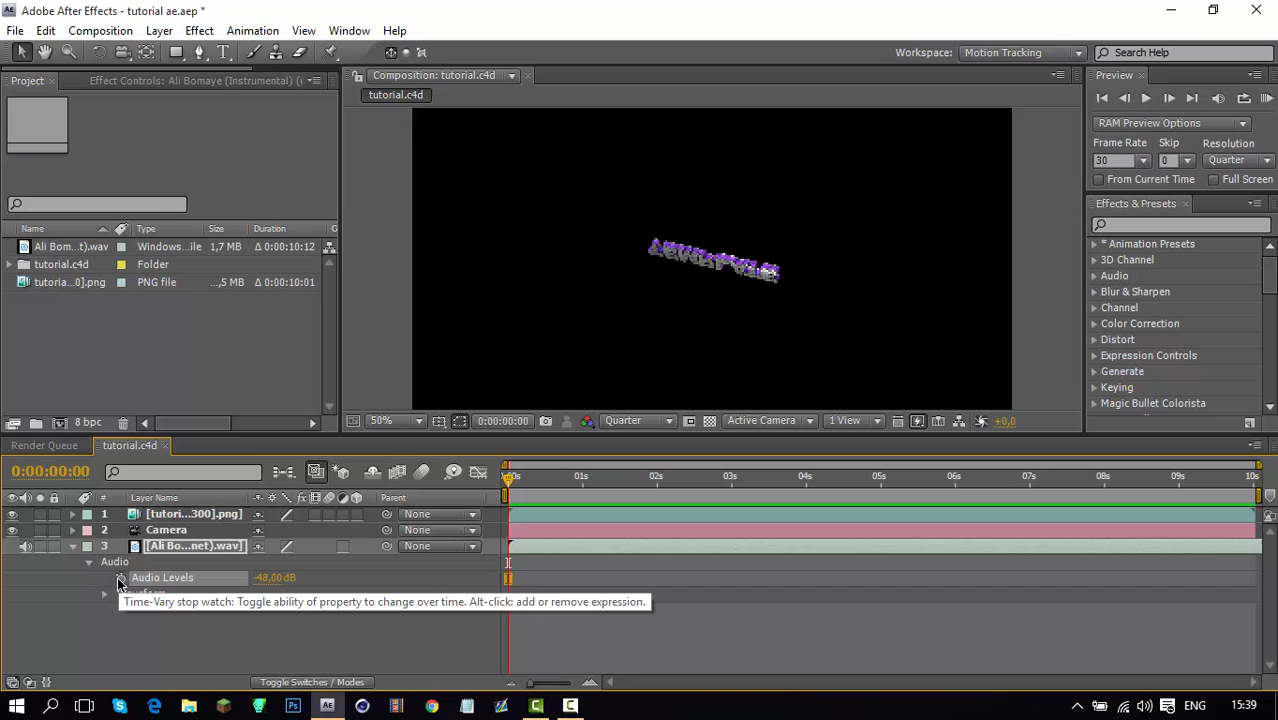 Adobe After Effects - tutorial ae.aep *
File Edit Composition Layer Effect Animation View Window Help
Workspace: Motion Tracking Search Help
Project Effect Controls: Ali Bomaye (Instrumental) (
Composition: tutorial.c4d
Preview
tutorial.c4d
RAM Preview Options
Frame Rate Skip Resolution
30 0 Quarter
From Current Time Full Screen
Effects & Presets
Name Type Size Duration
Ali Bom...t).wav Windows...ile 1,7 MB Δ 0:00:10:12
tutorial.c4d Folder
tutoria...0].png PNG file ...,5 MB Δ 0:00:10:01
* Animation Presets
3D Channel
Audio
Blur & Sharpen
Channel
Color Correction
Distort
Expression Controls
Generate
Keying
Magic Bullet Colorista
8 bpc
50% 0:00:00:00 Quarter Active Camera 1 View +0,0
Render Queue tutorial.c4d
0:00:00:00
01s 02s 03s 04s 05s 06s 07s 08s 09s 10s
# Layer Name Parent
1 [tutori...300].png None
2 Camera None
3 [Ali Bo...net).wav] None
Audio
Audio Levels -48,00 dB
Time-Vary stop watch: Toggle ability of property to change over time. Alt-click: add or remove expression.
Toggle Switches / Modes
Ps AE ENG 15:39